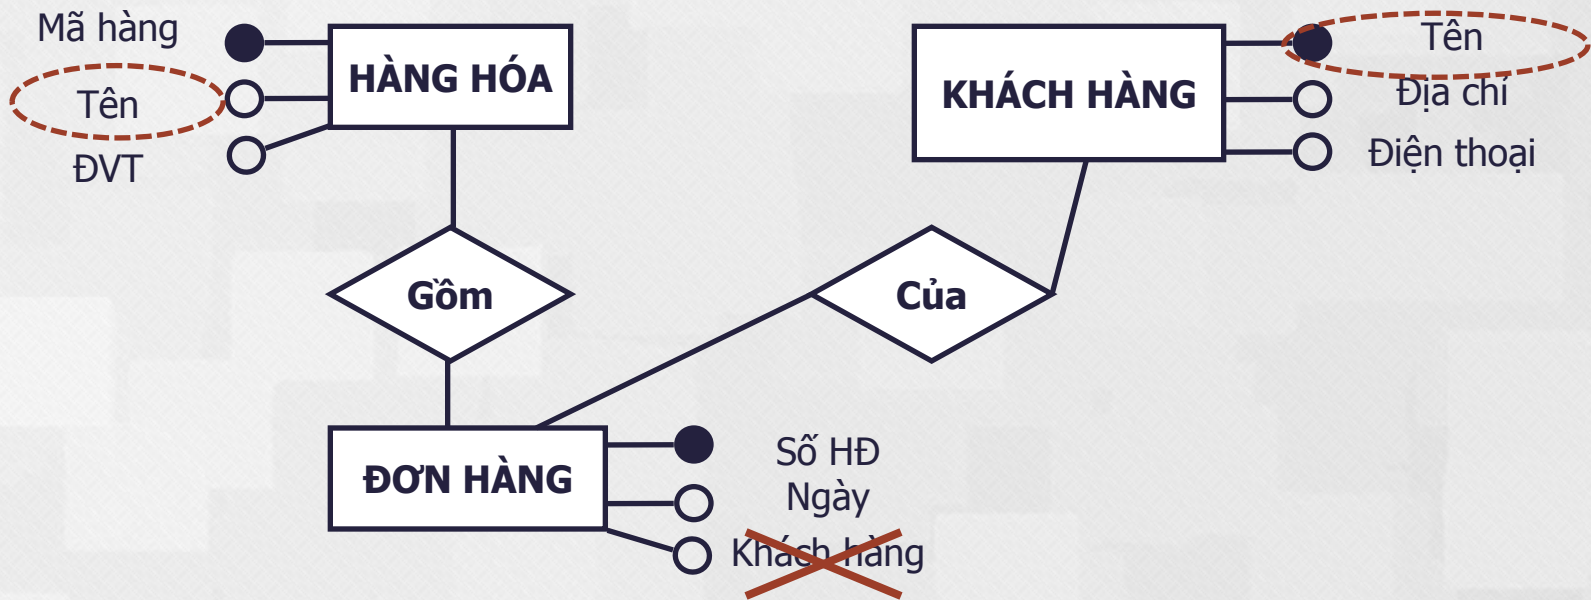 Mã hàng
Tên
ĐVT
HÀNG HÓA
KHÁCH HÀNG
Tên
Địa chỉ
Điện thoại
Gồm
Của
ĐƠN HÀNG
Số HĐ
Ngày
Khách hàng